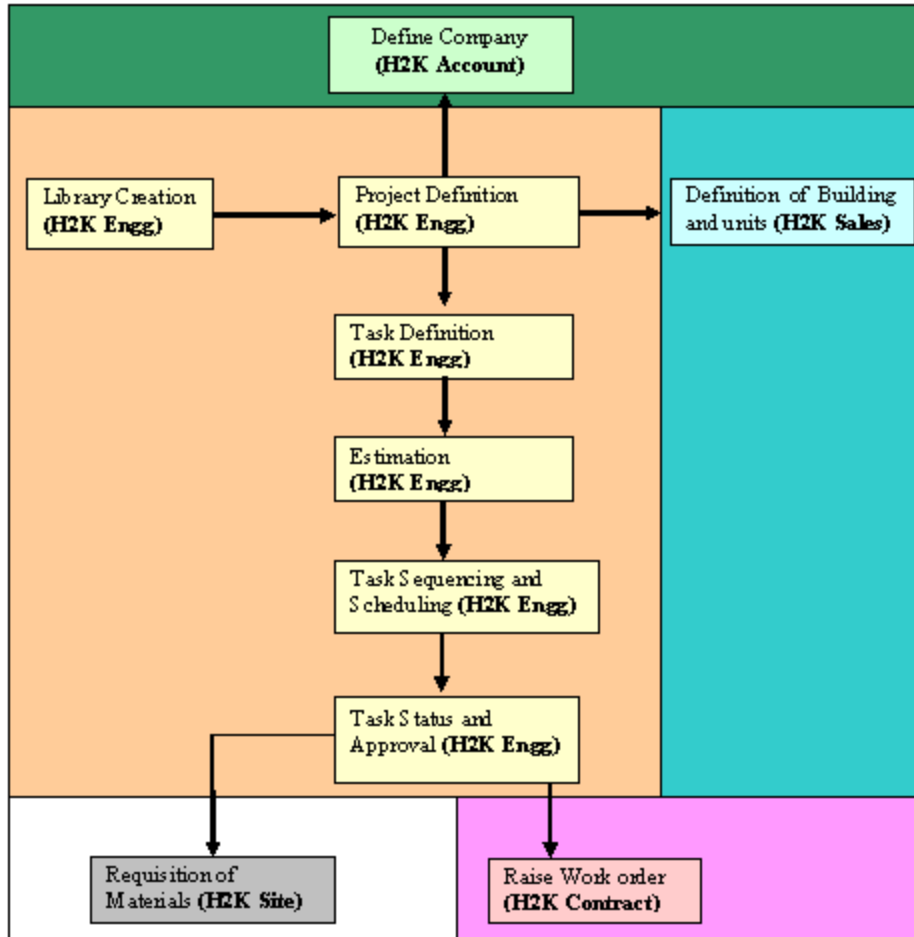 Define Company
(H2K Account)
Library Creation
(H2K Engg)
Project Definition
(H2K Engg)
Definition of Building
and units (H2K Sales)
Task Definition
(H2K Engg)
Estimation
(H2K Engg)
Task Sequencing and
Scheduling (H2K Engg)
Task Status and
Approval (H2K Engg)
Requisition of
Materials (H2K Site)
Raise Work order
(H2K Contract)